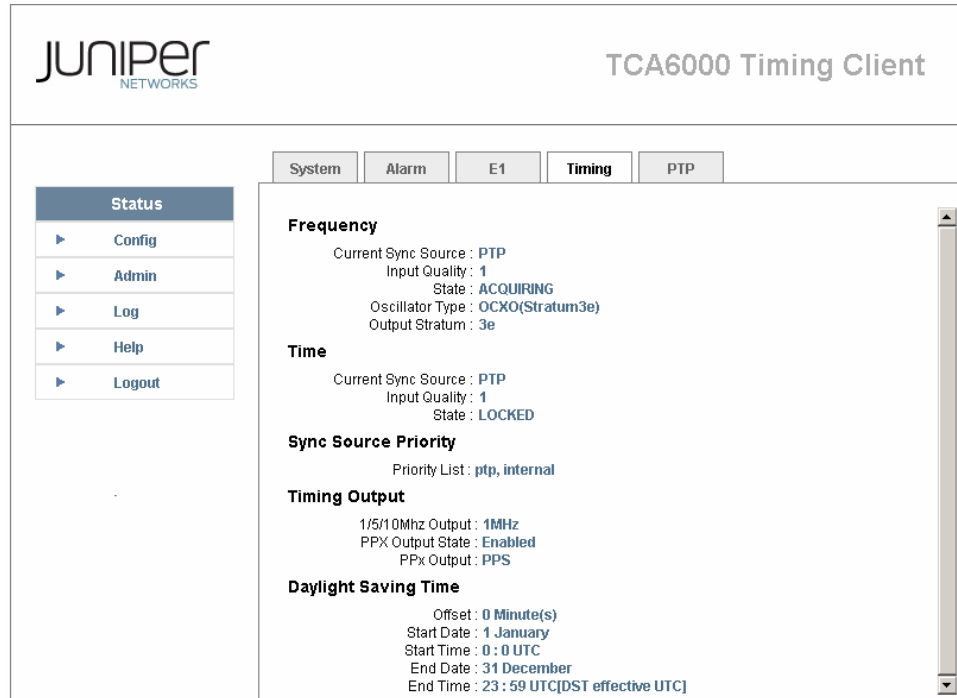 JUNIPer
NETWORKS
TCA6000 Timing Client
System
Alarm
E1
Timing
PTP
Status
Config
Admin
Log
Help
Logout
Frequency
Current Sync Source : PTP
Input Quality : 1
State : ACQUIRING
Oscillator Type : OCXO(Stratum3e)
Output Stratum : 3e
Time
Current Sync Source : PTP
Input Quality : 1
State : LOCKED
Sync Source Priority
Priority List : ptp, internal
Timing Output
1/5/10Mhz Output : 1MHz
PPX Output State : Enabled
PPx Output : PPS
Daylight Saving Time
Offset : 0 Minute(s)
Start Date : 1 January
Start Time : 0 : 0 UTC
End Date : 31 December
End Time : 23 : 59 UTC[DST effective UTC]